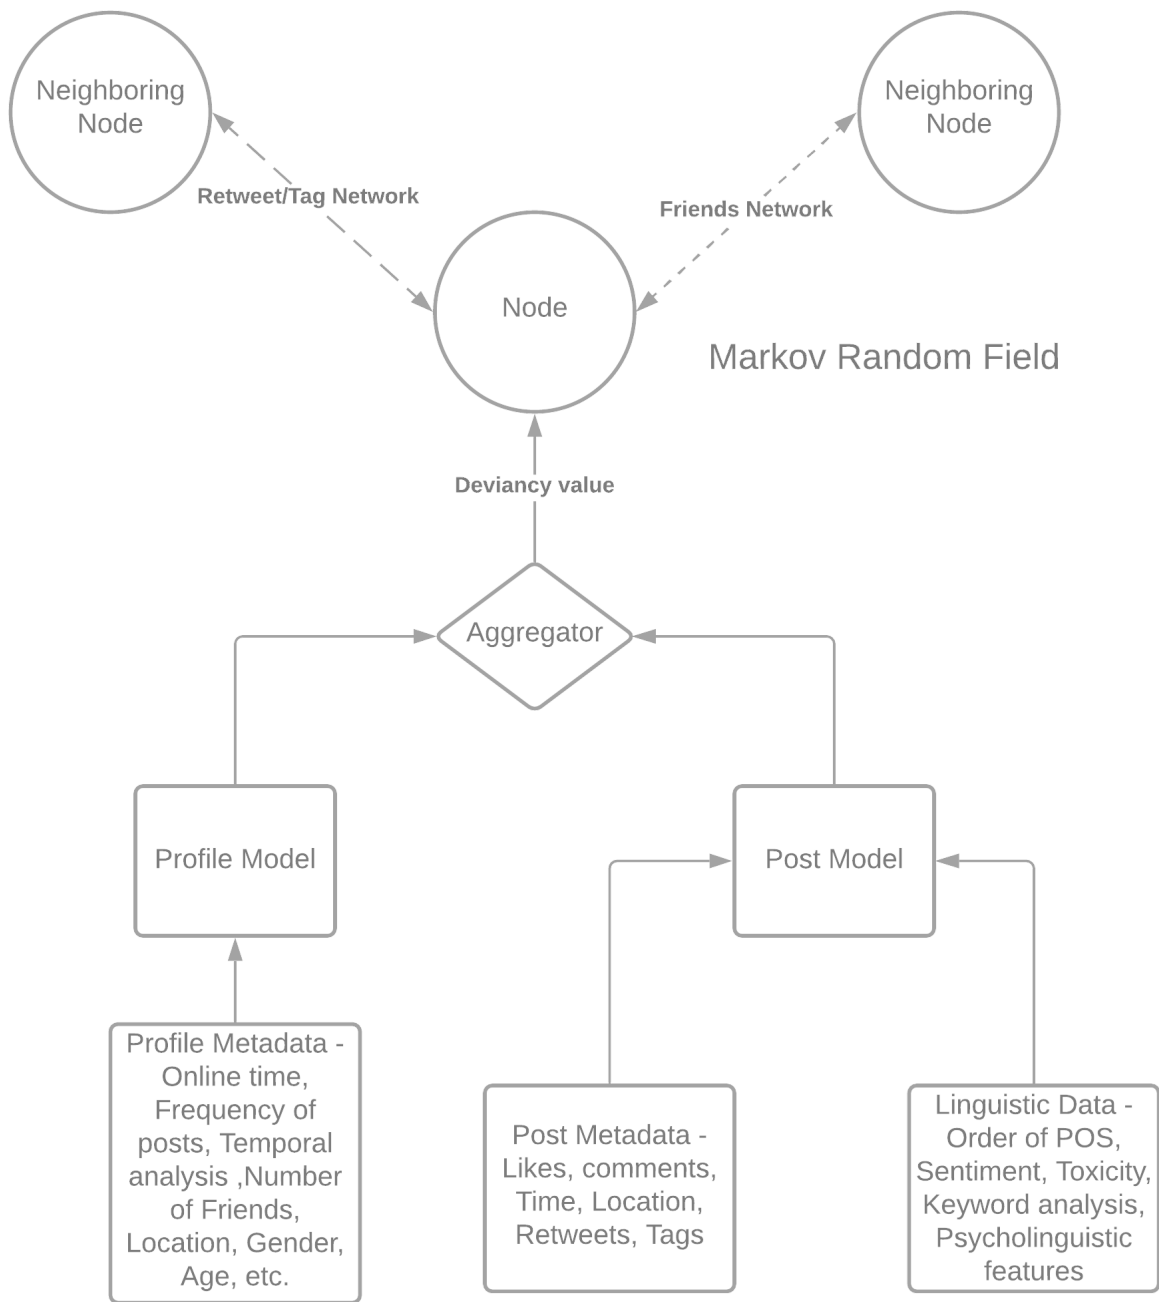 Neighboring
Node
Neighboring
Node
Retweet/Tag Network
Friends Network
Node
Markov Random Field
Deviancy value
Aggregator
Profile Model
Post Model
Profile Metadata -
Online time,
Frequency of
posts, Temporal
analysis ,Number
of Friends,
Location, Gender,
Age, etc.
Post Metadata -
Likes, comments,
Time, Location,
Retweets, Tags
Linguistic Data -
Order of POS,
Sentiment, Toxicity,
Keyword analysis,
Psycholinguistic
features